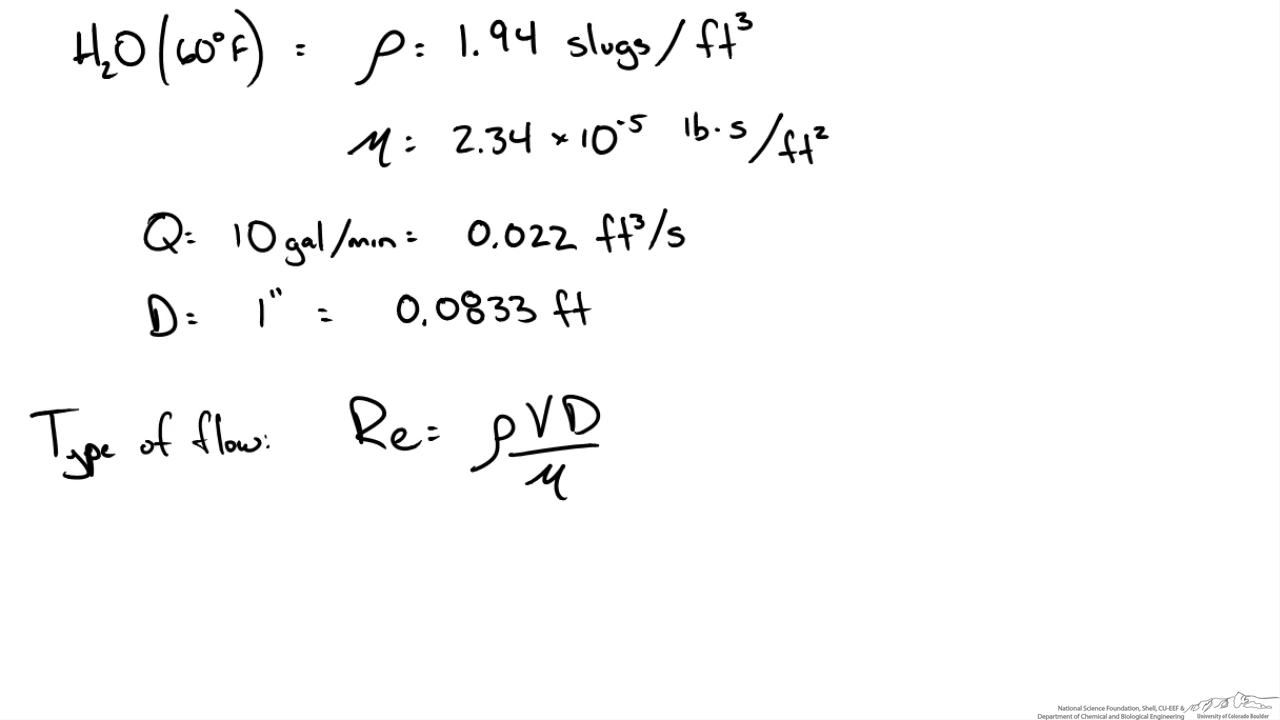 H₂O (60°F) = ρ = 1.94 slugs/ft³
μ = 2.34 × 10⁻⁵ lb·s/ft²
Q = 10 gal/min = 0.022 ft³/s
D = 1" = 0.0833 ft
Type of flow: Re = ρVD/μ
National Science Foundation, Shell, CU-EEF &
Department of Chemical and Biological Engineering
University of Colorado Boulder